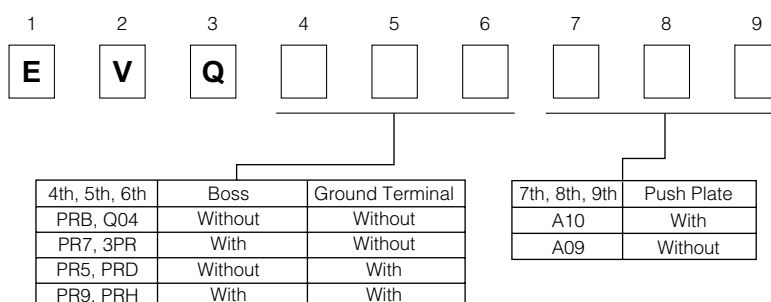 1 2 3 4 5 6 7 8 9
E V Q
4th, 5th, 6th Boss Ground Terminal
PRB, Q04 Without Without
PR7, 3PR With Without
PR5, PRD Without With
PR9, PRH With With
7th, 8th, 9th Push Plate
A10 With
A09 Without